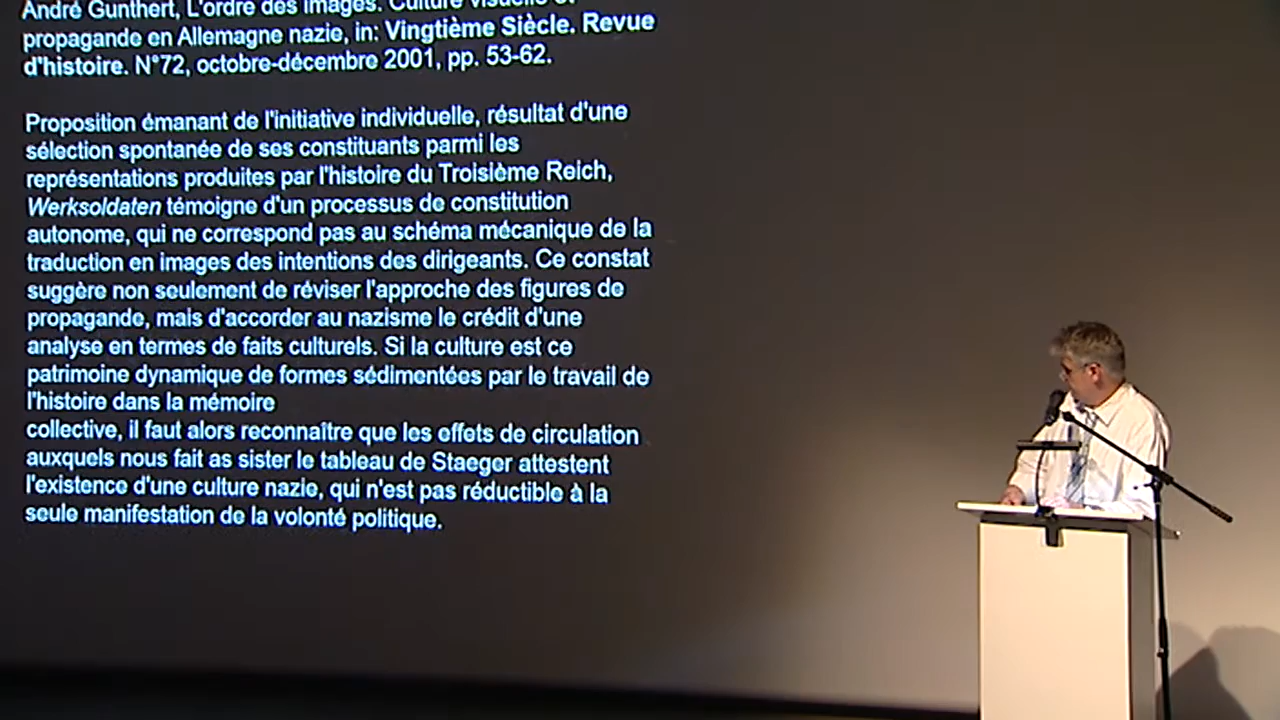 André Gunthert, L'ordre des images. Culture visuelle et
propagande en Allemagne nazie, in: Vingtième Siècle. Revue
d'histoire. N°72, octobre-décembre 2001, pp. 53-62.
Proposition émanant de l'initiative individuelle, résultat d'une
sélection spontanée de ses constituants parmi les
représentations produites par l'histoire du Troisième Reich,
Werksoldaten témoigne d'un processus de constitution
autonome, qui ne correspond pas au schéma mécanique de la
traduction en images des intentions des dirigeants. Ce constat
suggère non seulement de réviser l'approche des figures de
propagande, mais d'accorder au nazisme le crédit d'une
analyse en termes de faits culturels. Si la culture est ce
patrimoine dynamique de formes sédimentées par le travail de
l'histoire dans la mémoire
collective, il faut alors reconnaître que les effets de circulation
auxquels nous fait as sister le tableau de Staeger attestent
l'existence d'une culture nazie, qui n'est pas réductible à la
seule manifestation de la volonté politique.